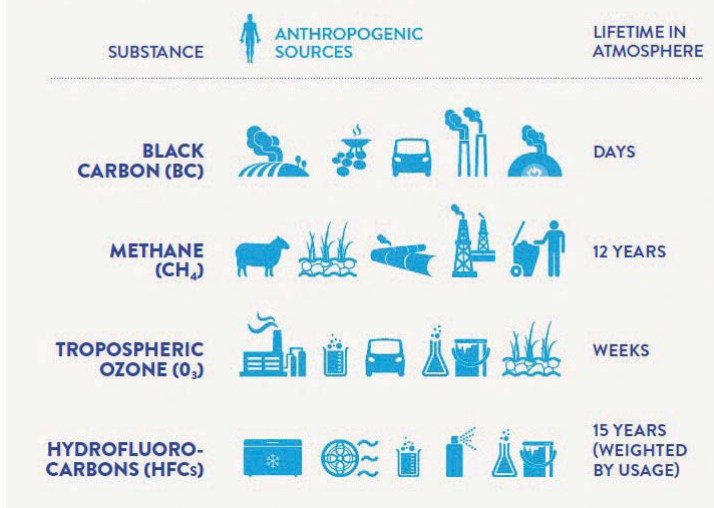 SUBSTANCE
ANTHROPOGENIC
SOURCES
LIFETIME IN
ATMOSPHERE
BLACK
CARBON (BC)
DAYS
METHANE
(CH₄)
12 YEARS
TROPOSPHERIC
OZONE (0₃)
WEEKS
HYDROFLUORO-
CARBONS (HFCs)
15 YEARS
(WEIGHTED
BY USAGE)